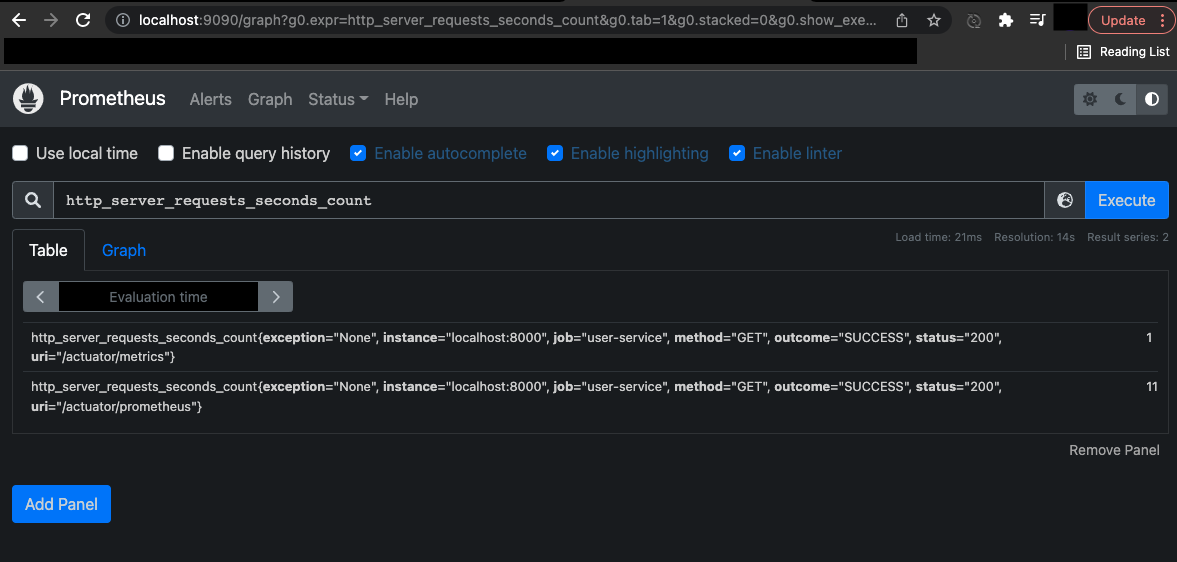 localhost:9090/graph?g0.expr=http_server_requests_seconds_count&g0.tab=1&g0.stacked=0&g0.show_exe...
Update
Reading List
Prometheus Alerts Graph Status Help
Use local time Enable query history Enable autocomplete Enable highlighting Enable linter
http_server_requests_seconds_count
Execute
Load time: 21ms Resolution: 14s Result series: 2
Table Graph
Evaluation time
http_server_requests_seconds_count{exception="None", instance="localhost:8000", job="user-service", method="GET", outcome="SUCCESS", status="200", 1
uri="/actuator/metrics"}
http_server_requests_seconds_count{exception="None", instance="localhost:8000", job="user-service", method="GET", outcome="SUCCESS", status="200", 11
uri="/actuator/prometheus"}
Remove Panel
Add Panel